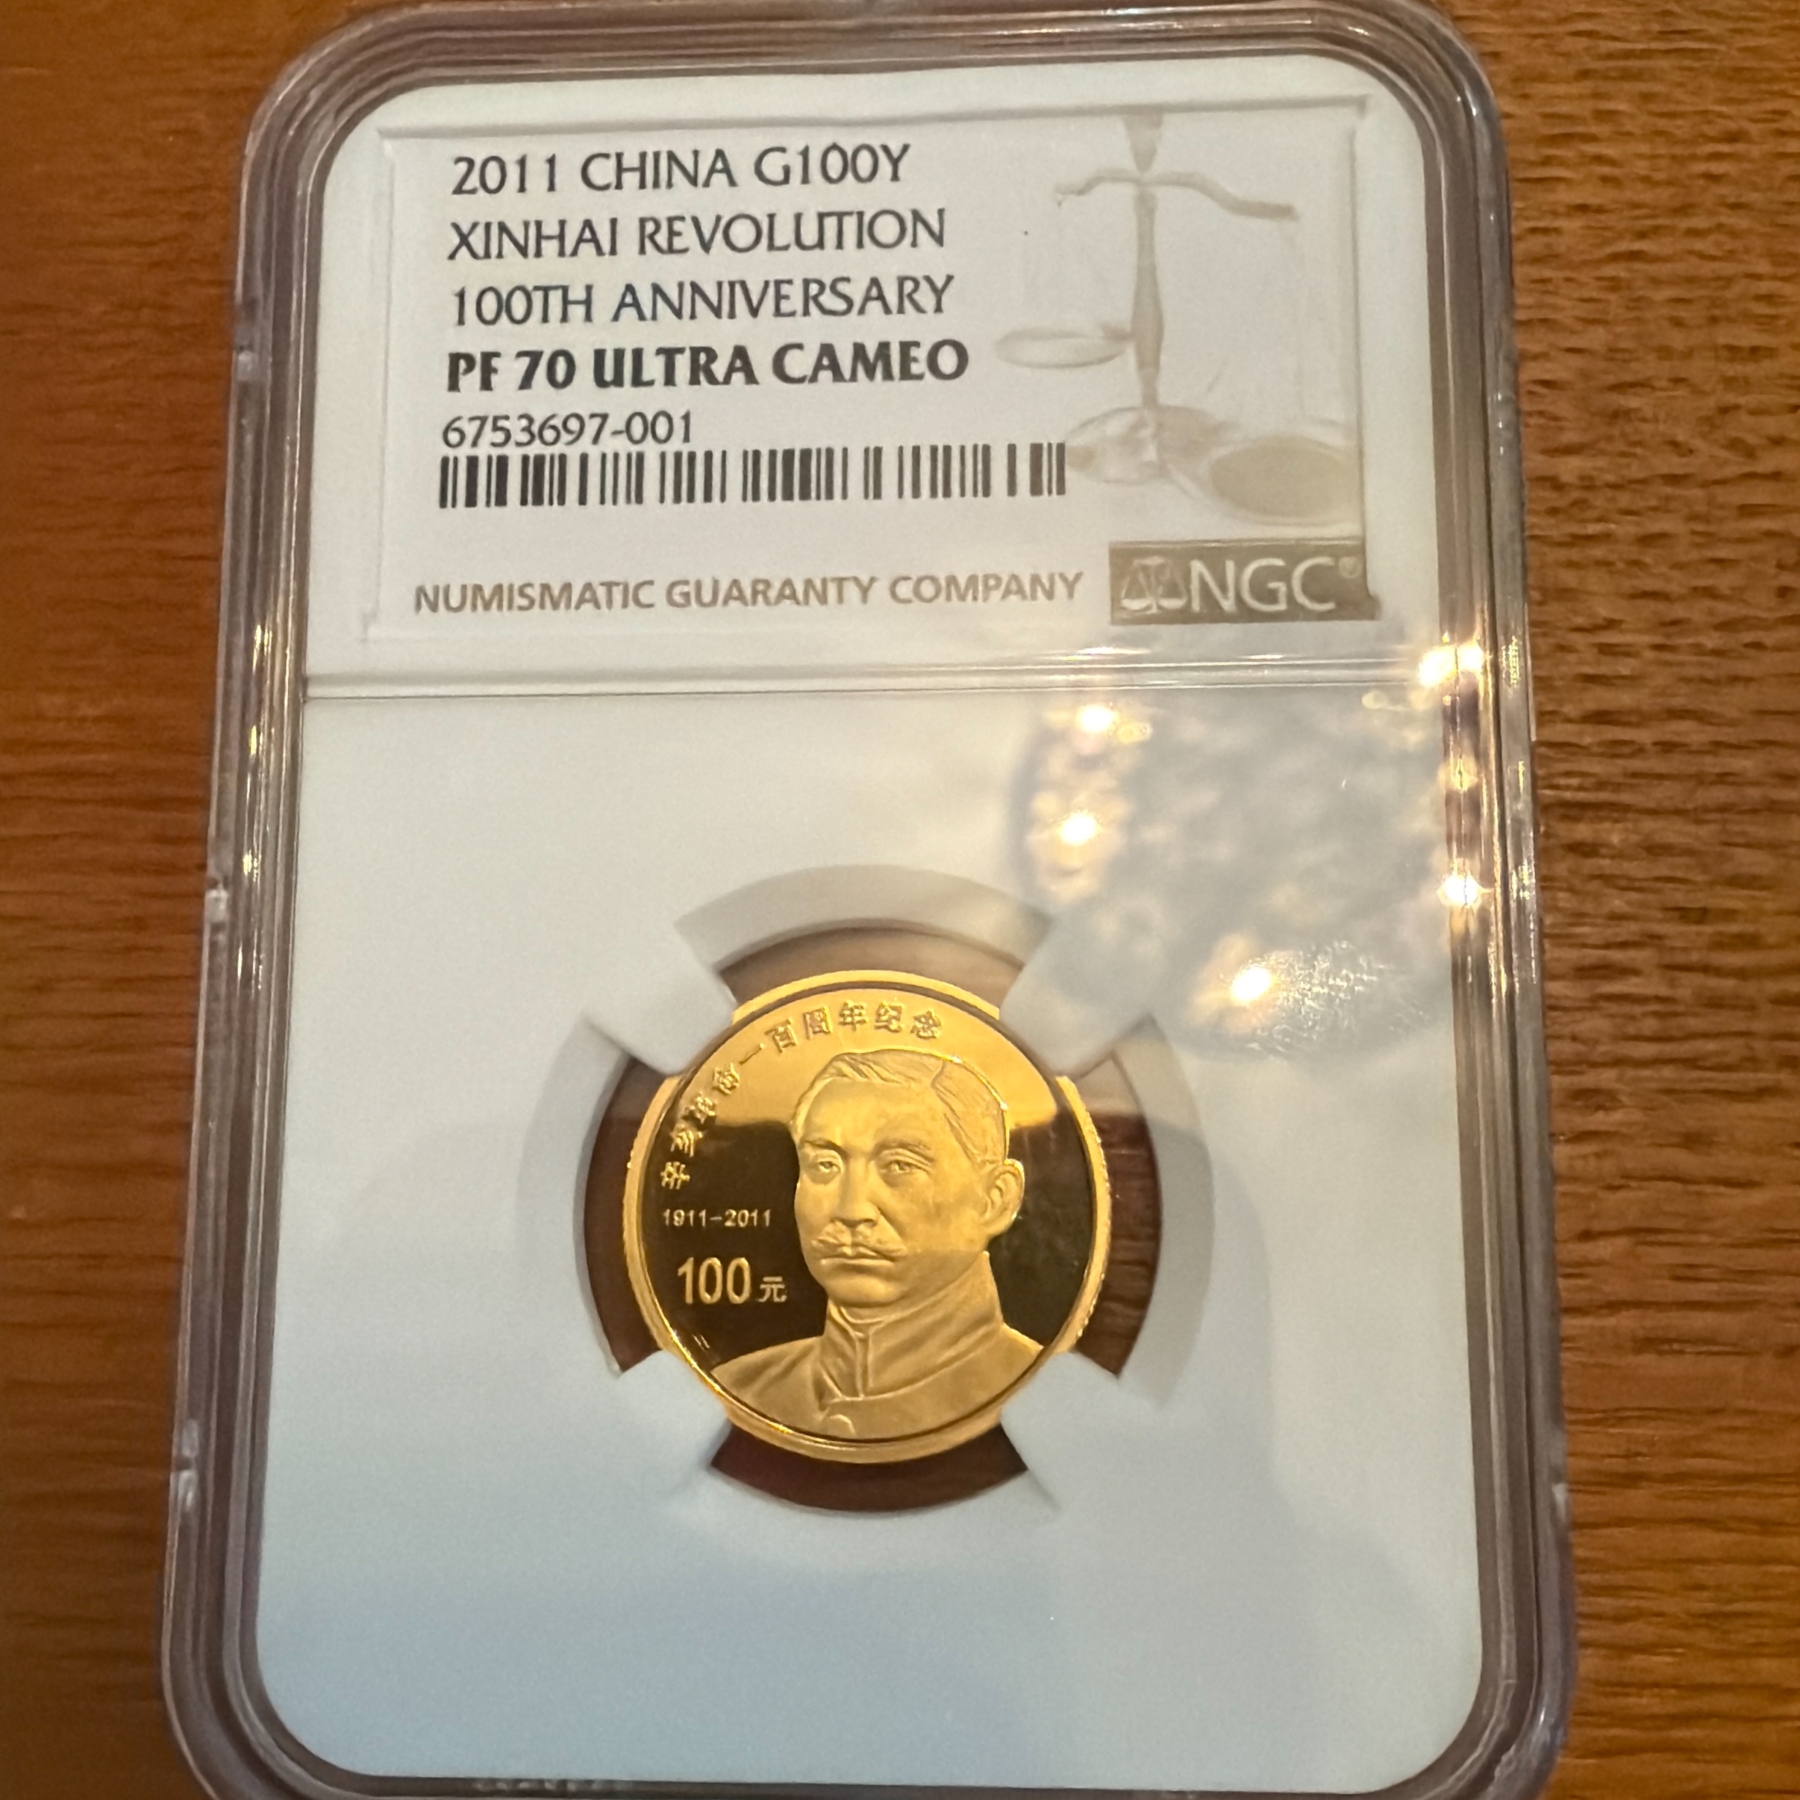 2011 CHINA G100Y
XINHAI REVOLUTION
100TH ANNIVERSARY
PF 70 ULTRA CAMEO
6753697-001
NUMISMATIC GUARANTY COMPANY
NGC®
辛亥革命一百周年纪念
1911-2011
100元